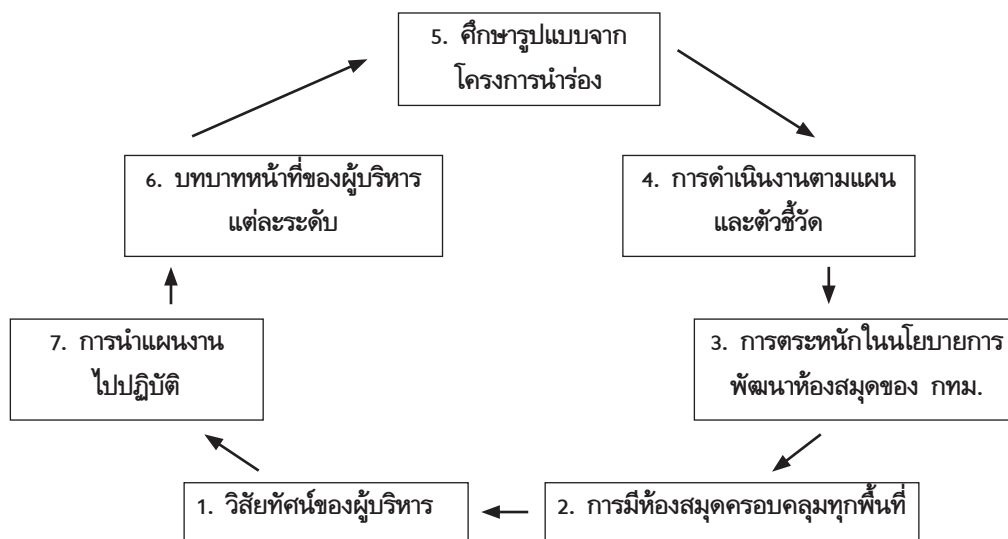 5. ศึกษารูปแบบจาก
โครงการนำร่อง
6. บทบาทหน้าที่ของผู้บริหาร
แต่ละระดับ
4. การดำเนินงานตามแผน
และตัวชี้วัด
7. การนำแผนงาน
ไปปฏิบัติ
3. การตระหนักในนโยบายการ
พัฒนาห้องสมุดของ กทม.
1. วิสัยทัศน์ของผู้บริหาร
2. การมีห้องสมุดครอบคลุมทุกพื้นที่